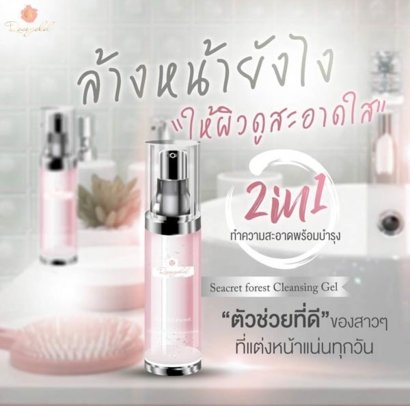 ล้างหน้ายังไง
"ให้ผิวดูสะอาดใส"
2in1
ทำความสะอาดพร้อมบำรุง
Seacret forest Cleansing Gel
"ตัวช่วยที่ดี" ของสาวๆ
ที่แต่งหน้าแน่นทุกวัน